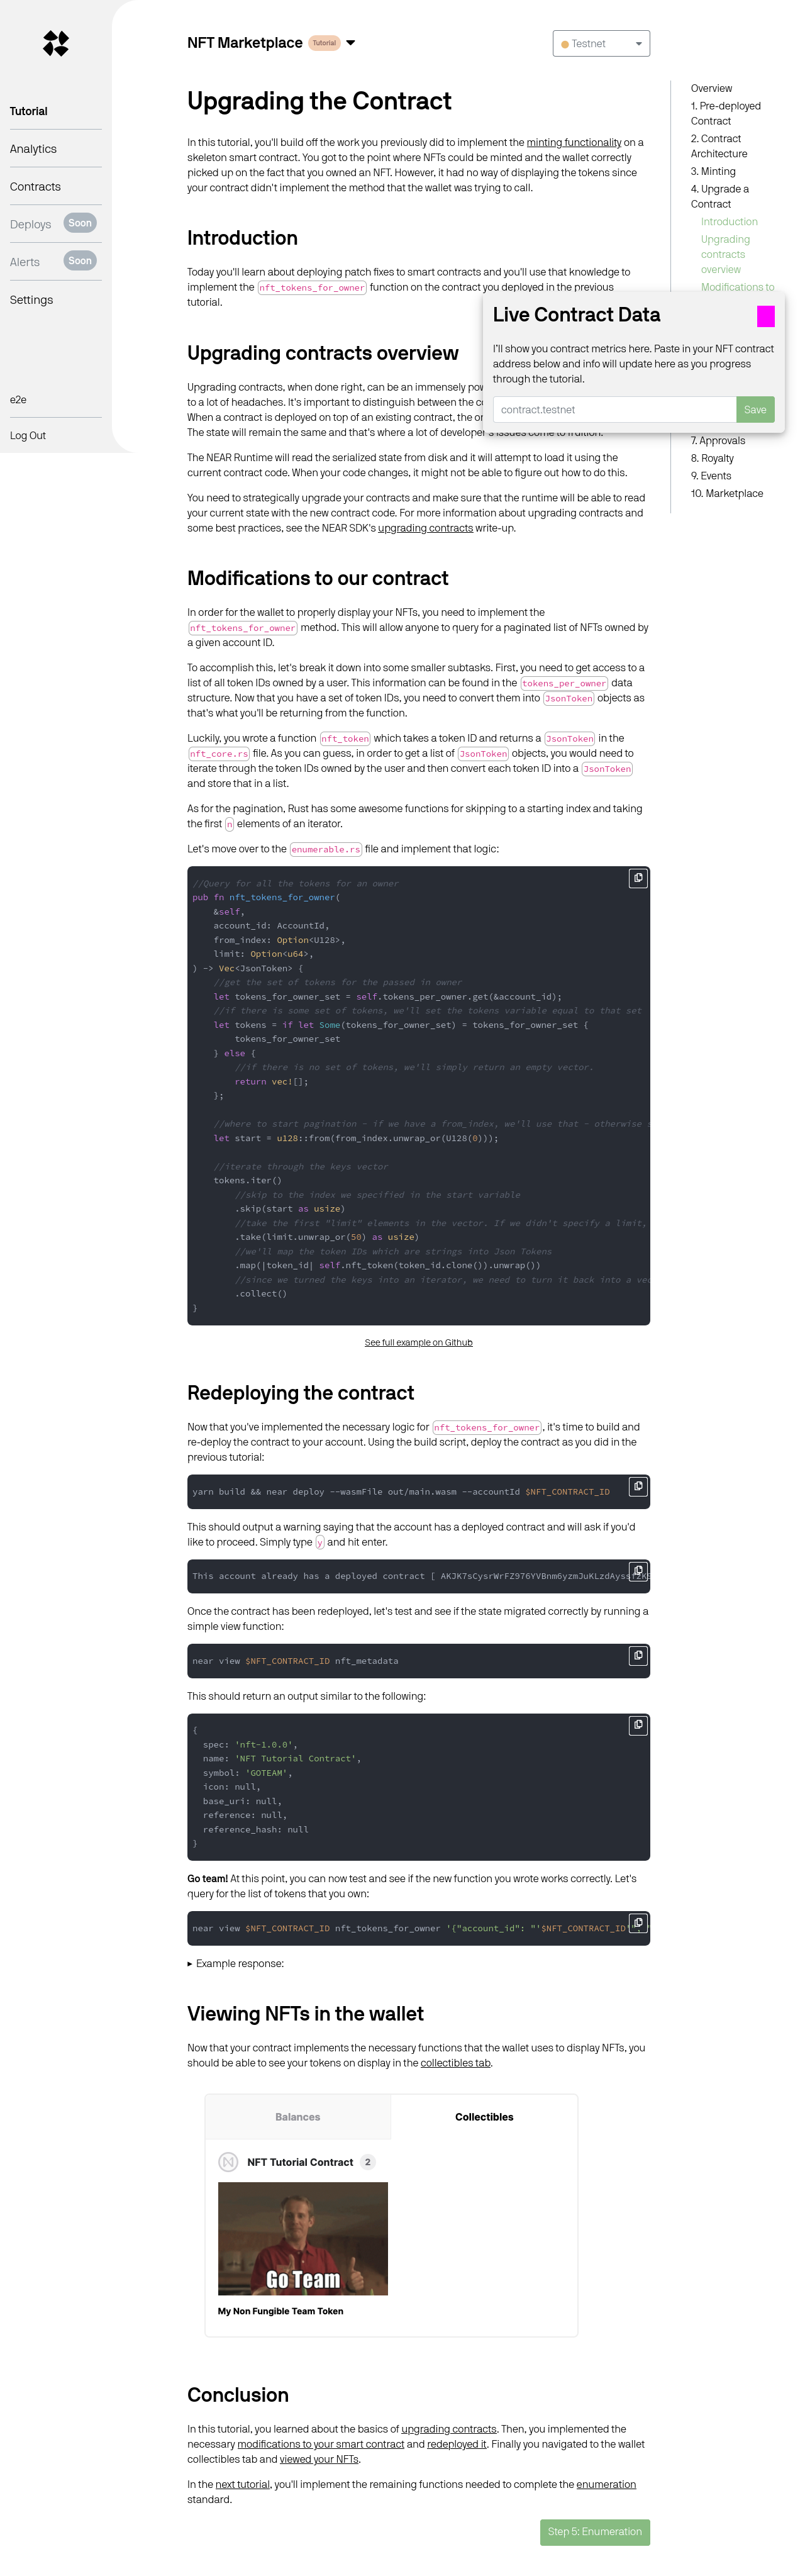 Tutorial
Analytics
Contracts
Deploys Soon
Alerts Soon
Settings
e2e
Log Out
NFT Marketplace Tutorial
Testnet
Upgrading the Contract
In this tutorial, you'll build off the work you previously did to implement the minting functionality on a
skeleton smart contract. You got to the point where NFTs could be minted and the wallet correctly
picked up on the fact that you owned an NFT. However, it had no way of displaying the tokens since
your contract didn't implement the method that the wallet was trying to call.
Introduction
Today you'll learn about deploying patch fixes to smart contracts and you'll use that knowledge to
implement the nft_tokens_for_owner function on the contract you deployed in the previous
tutorial.
Upgrading contracts overview
Upgrading contracts, when done right, can be an immensely pow
to a lot of headaches. It's important to distinguish between the co
When a contract is deployed on top of an existing contract, the on
The state will remain the same and that's where a lot of developer's issues come to fruition.
The NEAR Runtime will read the serialized state from disk and it will attempt to load it using the
current contract code. When your code changes, it might not be able to figure out how to do this.
You need to strategically upgrade your contracts and make sure that the runtime will be able to read
your current state with the new contract code. For more information about upgrading contracts and
some best practices, see the NEAR SDK's upgrading contracts write-up.
Modifications to our contract
In order for the wallet to properly display your NFTs, you need to implement the
nft_tokens_for_owner method. This will allow anyone to query for a paginated list of NFTs owned by
a given account ID.
To accomplish this, let's break it down into some smaller subtasks. First, you need to get access to a
list of all token IDs owned by a user. This information can be found in the tokens_per_owner data
structure. Now that you have a set of token IDs, you need to convert them into JsonToken objects as
that's what you'll be returning from the function.
Luckily, you wrote a function nft_token which takes a token ID and returns a JsonToken in the
nft_core.rs file. As you can guess, in order to get a list of JsonToken objects, you would need to
iterate through the token IDs owned by the user and then convert each token ID into a JsonToken
and store that in a list.
As for the pagination, Rust has some awesome functions for skipping to a starting index and taking
the first n elements of an iterator.
Let's move over to the enumerable.rs file and implement that logic:
//Query for all the tokens for an owner
pub fn nft_tokens_for_owner(
&self,
account_id: AccountId,
from_index: Option<U128>,
limit: Option<u64>,
) -> Vec<JsonToken> {
//get the set of tokens for the passed in owner
let tokens_for_owner_set = self.tokens_per_owner.get(&account_id);
//if there is some set of tokens, we'll set the tokens variable equal to that set
let tokens = if let Some(tokens_for_owner_set) = tokens_for_owner_set {
tokens_for_owner_set
} else {
//if there is no set of tokens, we'll simply return an empty vector.
return vec![];
};
//where to start pagination - if we have a from_index, we'll use that - otherwise s
let start = u128::from(from_index.unwrap_or(U128(0)));
//iterate through the keys vector
tokens.iter()
//skip to the index we specified in the start variable
.skip(start as usize)
//take the first "limit" elements in the vector. If we didn't specify a limit,
.take(limit.unwrap_or(50) as usize)
//we'll map the token IDs which are strings into Json Tokens
.map(|token_id| self.nft_token(token_id.clone()).unwrap())
//since we turned the keys into an iterator, we need to turn it back into a vec
.collect()
}
See full example on Github
Redeploying the contract
Now that you've implemented the necessary logic for nft_tokens_for_owner, it's time to build and
re-deploy the contract to your account. Using the build script, deploy the contract as you did in the
previous tutorial:
yarn build && near deploy --wasmFile out/main.wasm --accountId $NFT_CONTRACT_ID
This should output a warning saying that the account has a deployed contract and will ask if you'd
like to proceed. Simply type y and hit enter.
This account already has a deployed contract [
Once the contract has been redeployed, let's test and see if the state migrated correctly by running a
simple view function:
near view $NFT_CONTRACT_ID nft_metadata
This should return an output similar to the following:
{
spec: 'nft-1.0.0',
name: 'NFT Tutorial Contract',
symbol: 'GOTEAM',
icon: null,
base_uri: null,
reference: null,
reference_hash: null
}
Go team! At this point, you can now test and see if the new function you wrote works correctly. Let's
query for the list of tokens that you own:
near view $NFT_CONTRACT_ID nft_tokens_for_owner '{"account_id": "'$NFT_CONTRACT_ID'",
Example response:
Viewing NFTs in the wallet
Now that your contract implements the necessary functions that the wallet uses to display NFTs, you
should be able to see your tokens on display in the collectibles tab.
Balances Collectibles
NFT Tutorial Contract 2
Go Team
My Non Fungible Team Token
Conclusion
In this tutorial, you learned about the basics of upgrading contracts. Then, you implemented the
necessary modifications to your smart contract and redeployed it. Finally you navigated to the wallet
collectibles tab and viewed your NFTs.
In the next tutorial, you'll implement the remaining functions needed to complete the enumeration
standard.
Step 5: Enumeration
Overview
1. Pre-deployed
Contract
2. Contract
Architecture
3. Minting
4. Upgrade a
Contract
Introduction
Upgrading
contracts
overview
Modifications to
Live Contract Data
I'll show you contract metrics here. Paste in your NFT contract
address below and info will update here as you progress
through the tutorial.
contract.testnet Save
7. Approvals
8. Royalty
9. Events
10. Marketplace